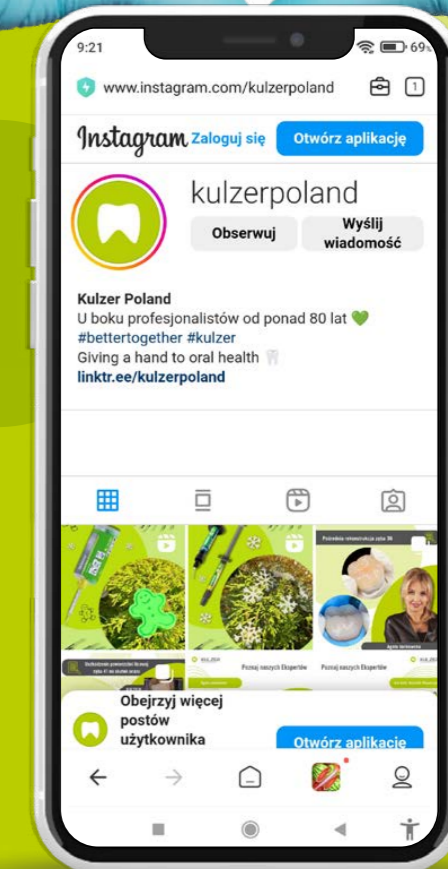 9:21
69
www.instagram.com/kulzerpoland
1
Instagram Zaloguj się Otwórz aplikację
kulzerpoland
Obserwuj
Wyślij
wiadomość
Kulzer Poland
U boku profesjonalistów od ponad 80 lat 💚
#bettertogether #kulzer
Giving a hand to oral health 🦷
linktr.ee/kulzerpoland
Poznaj naszych Ekspertów
Poznaj naszych Ekspertów
Obejrzyj więcej
postów
użytkownika
Otwórz aplikację